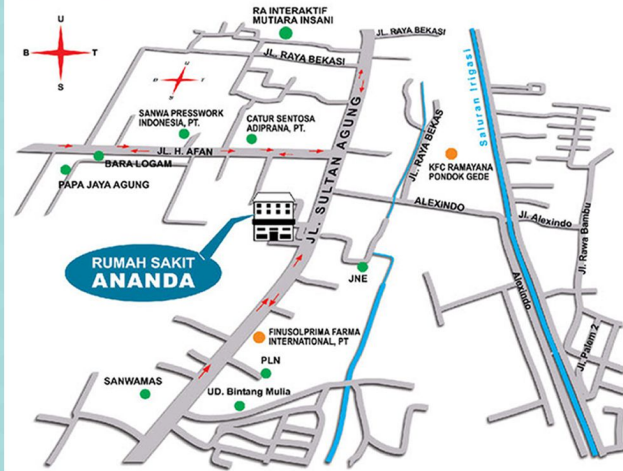 RA INTERAKTIF
MUTIARA INSANI
JL. RAYA BEKASI
U
B
T
S
JL. RAYA BEKASI
U
B
T
S
SANWA PRESSWORK
INDONESIA, PT.
CATUR SENTOSA
ADIPRANA, PT.
JL. SULTAN AGUNG
JL. RAYA BEKAS
Saluran Irigasi
JL. H. AFAN
BARA LOGAM
PAPA JAYA AGUNG
KFC RAMAYANA
PONDOK GEDE
ALEXINDO
Jl. Alexindo
Jl. Rawa Bambu
RUMAH SAKIT
ANANDA
JNE
Alexindo
FINUSOLPRIMA FARMA
INTERNATIONAL, PT
PLN
Jl. Palem 2
SANWAMAS
UD. Bintang Mulia